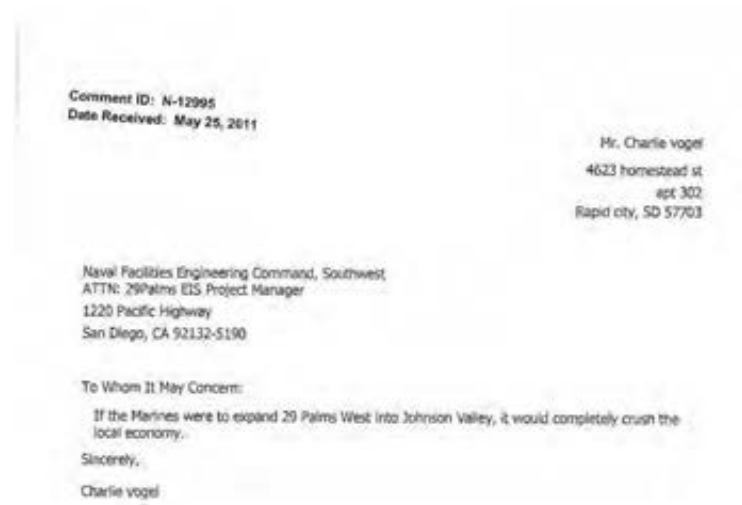 Comment ID: N-12995
Date Received: May 25, 2011
Mr. Charlie vogel
4623 homestead st
apt 302
Rapid city, SD 57703
Naval Facilities Engineering Command, Southwest
ATTN: 29Palms EIS Project Manager
1220 Pacific Highway
San Diego, CA 92132-5190
To Whom It May Concern:
If the Marines were to expand 29 Palms West into Johnson Valley, it would completely crush the
local economy.
Sincerely,
Charlie vogel